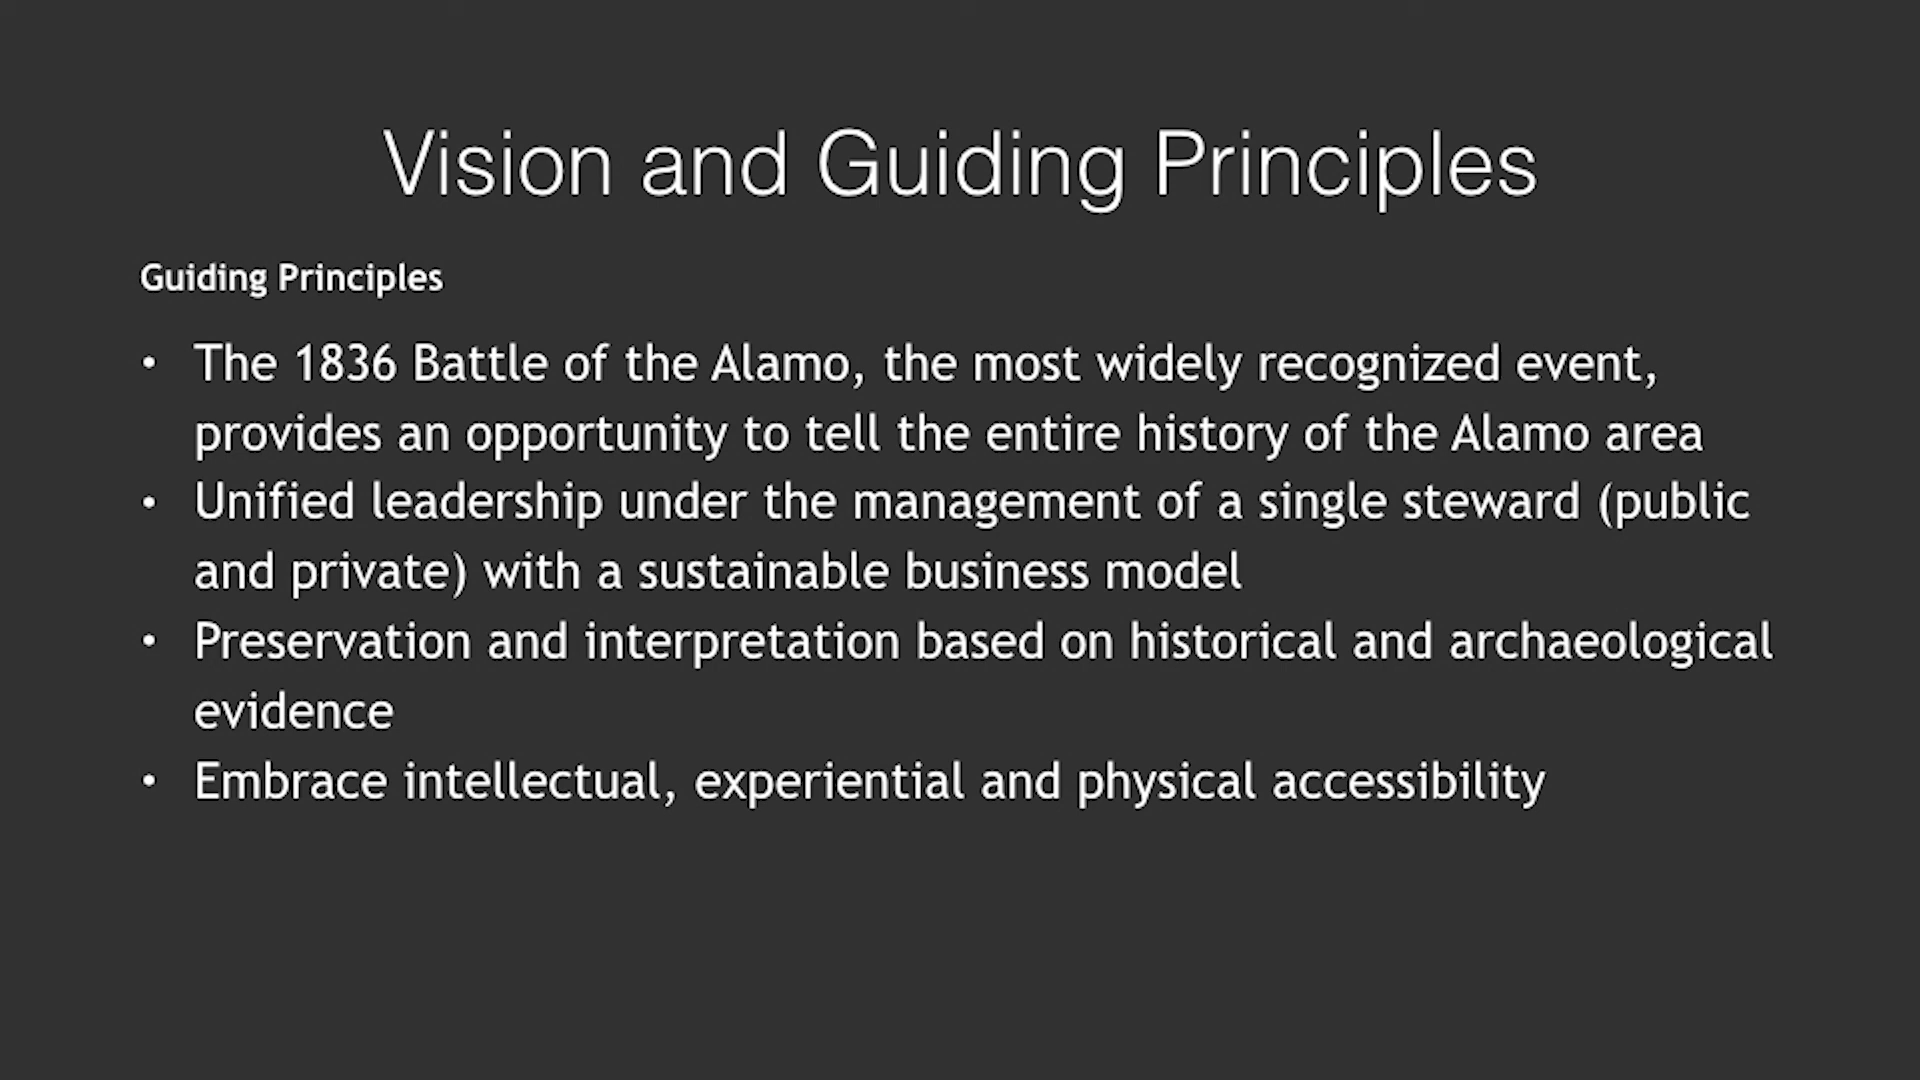 Vision and Guiding Principles
Guiding Principles
• The 1836 Battle of the Alamo, the most widely recognized event,
provides an opportunity to tell the entire history of the Alamo area
• Unified leadership under the management of a single steward (public
and private) with a sustainable business model
• Preservation and interpretation based on historical and archaeological
evidence
• Embrace intellectual, experiential and physical accessibility